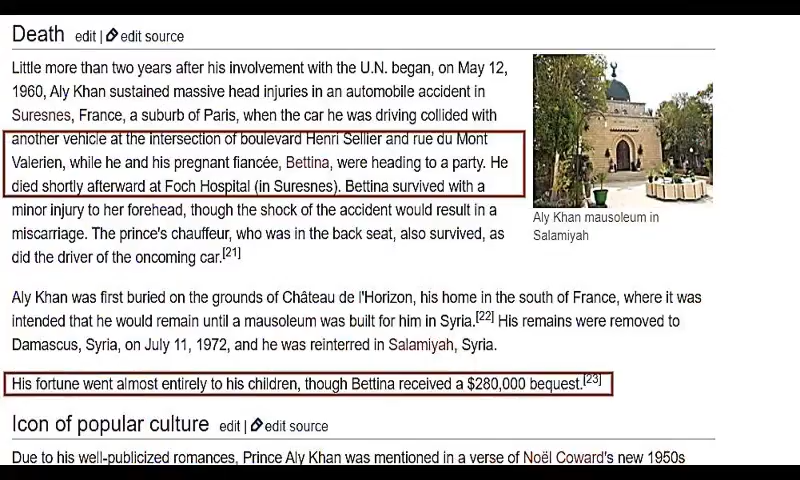 Death edit | edit source
Little more than two years after his involvement with the U.N. began, on May 12,
1960, Aly Khan sustained massive head injuries in an automobile accident in
Suresnes, France, a suburb of Paris, when the car he was driving collided with
another vehicle at the intersection of boulevard Henri Sellier and rue du Mont
Valerien, while he and his pregnant fiancée, Bettina, were heading to a party. He
died shortly afterward at Foch Hospital (in Suresnes). Bettina survived with a
minor injury to her forehead, though the shock of the accident would result in a
miscarriage. The prince's chauffeur, who was in the back seat, also survived, as
did the driver of the oncoming car.[21]
Aly Khan mausoleum in
Salamiyah
Aly Khan was first buried on the grounds of Château de l'Horizon, his home in the south of France, where it was
intended that he would remain until a mausoleum was built for him in Syria.[22] His remains were removed to
Damascus, Syria, on July 11, 1972, and he was reinterred in Salamiyah, Syria.
His fortune went almost entirely to his children, though Bettina received a $280,000 bequest.[23]
Icon of popular culture edit | edit source
Due to his well-publicized romances, Prince Aly Khan was mentioned in a verse of Noël Coward's new 1950s